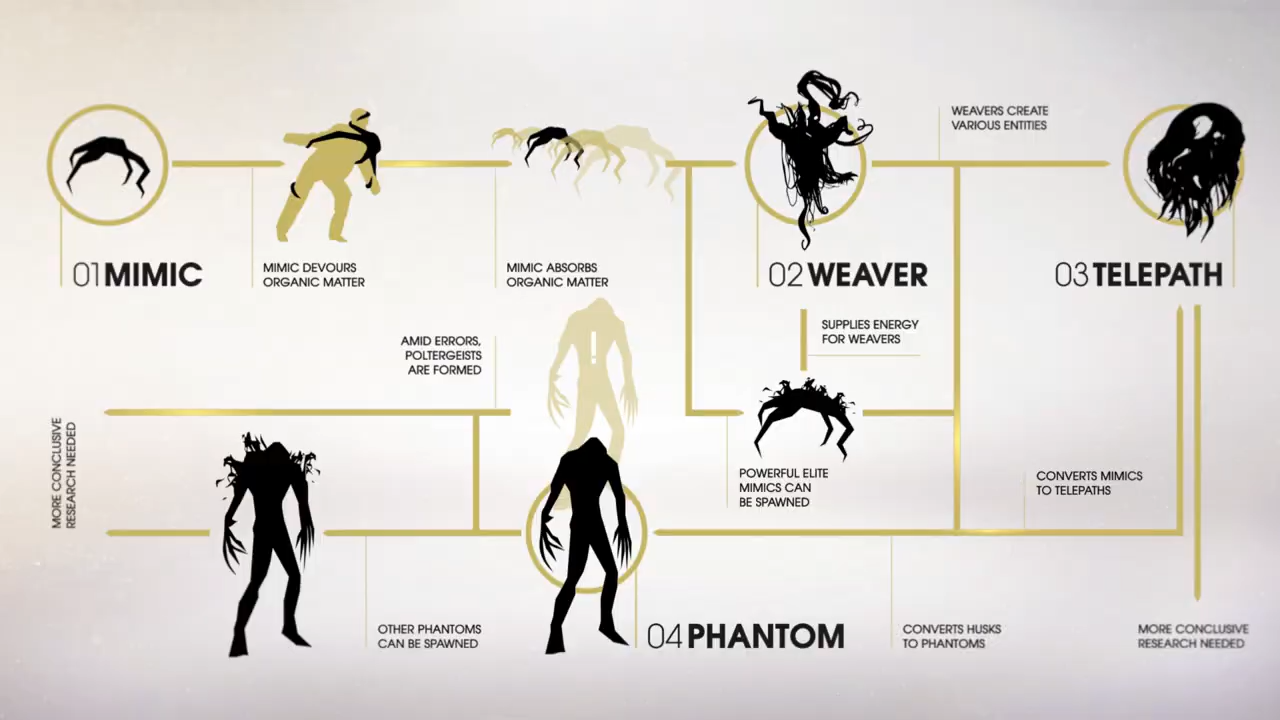 WEAVERS CREATE
VARIOUS ENTITIES
01 MIMIC
MIMIC DEVOURS
ORGANIC MATTER
MIMIC ABSORBS
ORGANIC MATTER
02 WEAVER
03 TELEPATH
AMID ERRORS,
POLTERGEISTS
ARE FORMED
!
SUPPLIES ENERGY
FOR WEAVERS
MORE CONCLUSIVE
RESEARCH NEEDED
POWERFUL ELITE
MIMICS CAN
BE SPAWNED
CONVERTS MIMICS
TO TELEPATHS
OTHER PHANTOMS
CAN BE SPAWNED
04 PHANTOM
CONVERTS HUSKS
TO PHANTOMS
MORE CONCLUSIVE
RESEARCH NEEDED